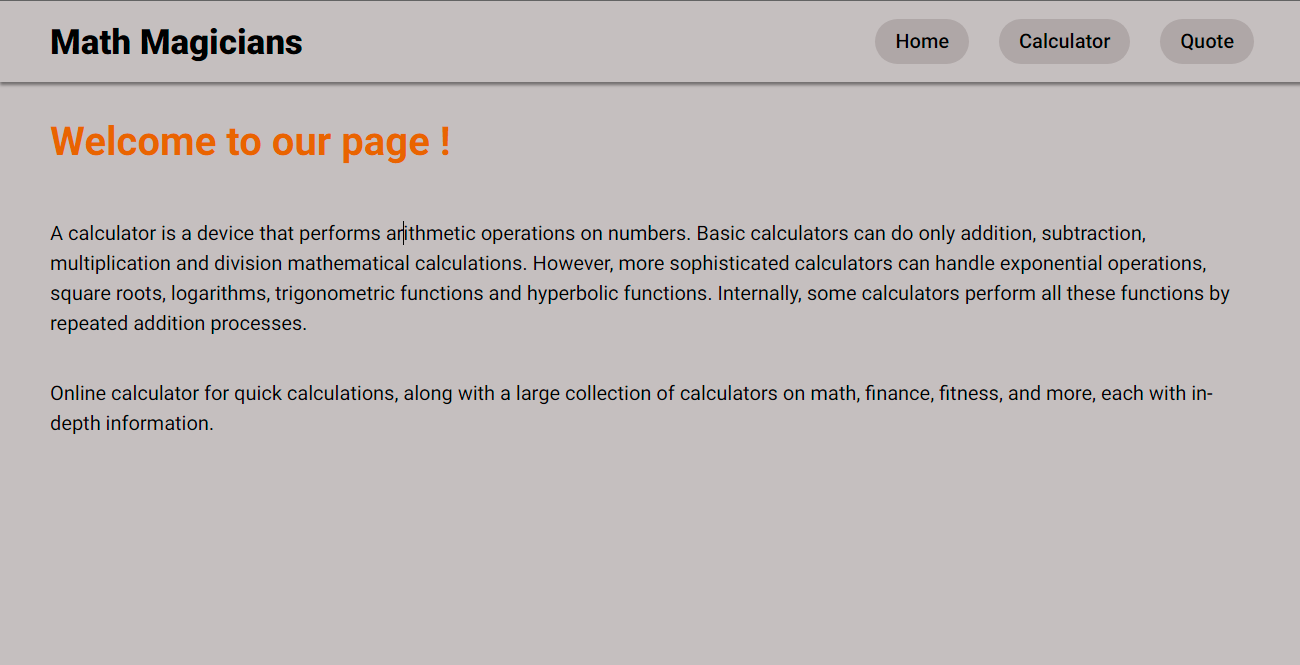 Math Magicians
Home
Calculator
Quote
Welcome to our page !
A calculator is a device that performs arithmetic operations on numbers. Basic calculators can do only addition, subtraction,
multiplication and division mathematical calculations. However, more sophisticated calculators can handle exponential operations,
square roots, logarithms, trigonometric functions and hyperbolic functions. Internally, some calculators perform all these functions by
repeated addition processes.
Online calculator for quick calculations, along with a large collection of calculators on math, finance, fitness, and more, each with in-
depth information.